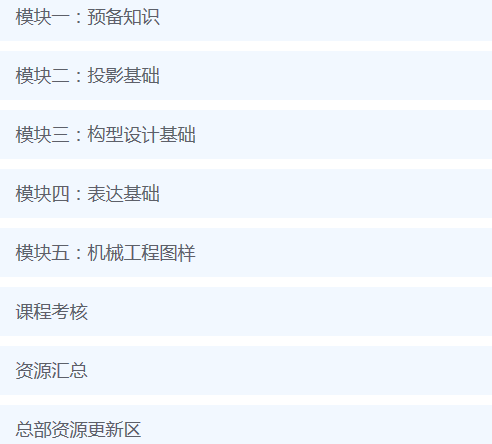 模块一：预备知识
模块二：投影基础
模块三：构型设计基础
模块四：表达基础
模块五：机械工程图样
课程考核
资源汇总
总部资源更新区